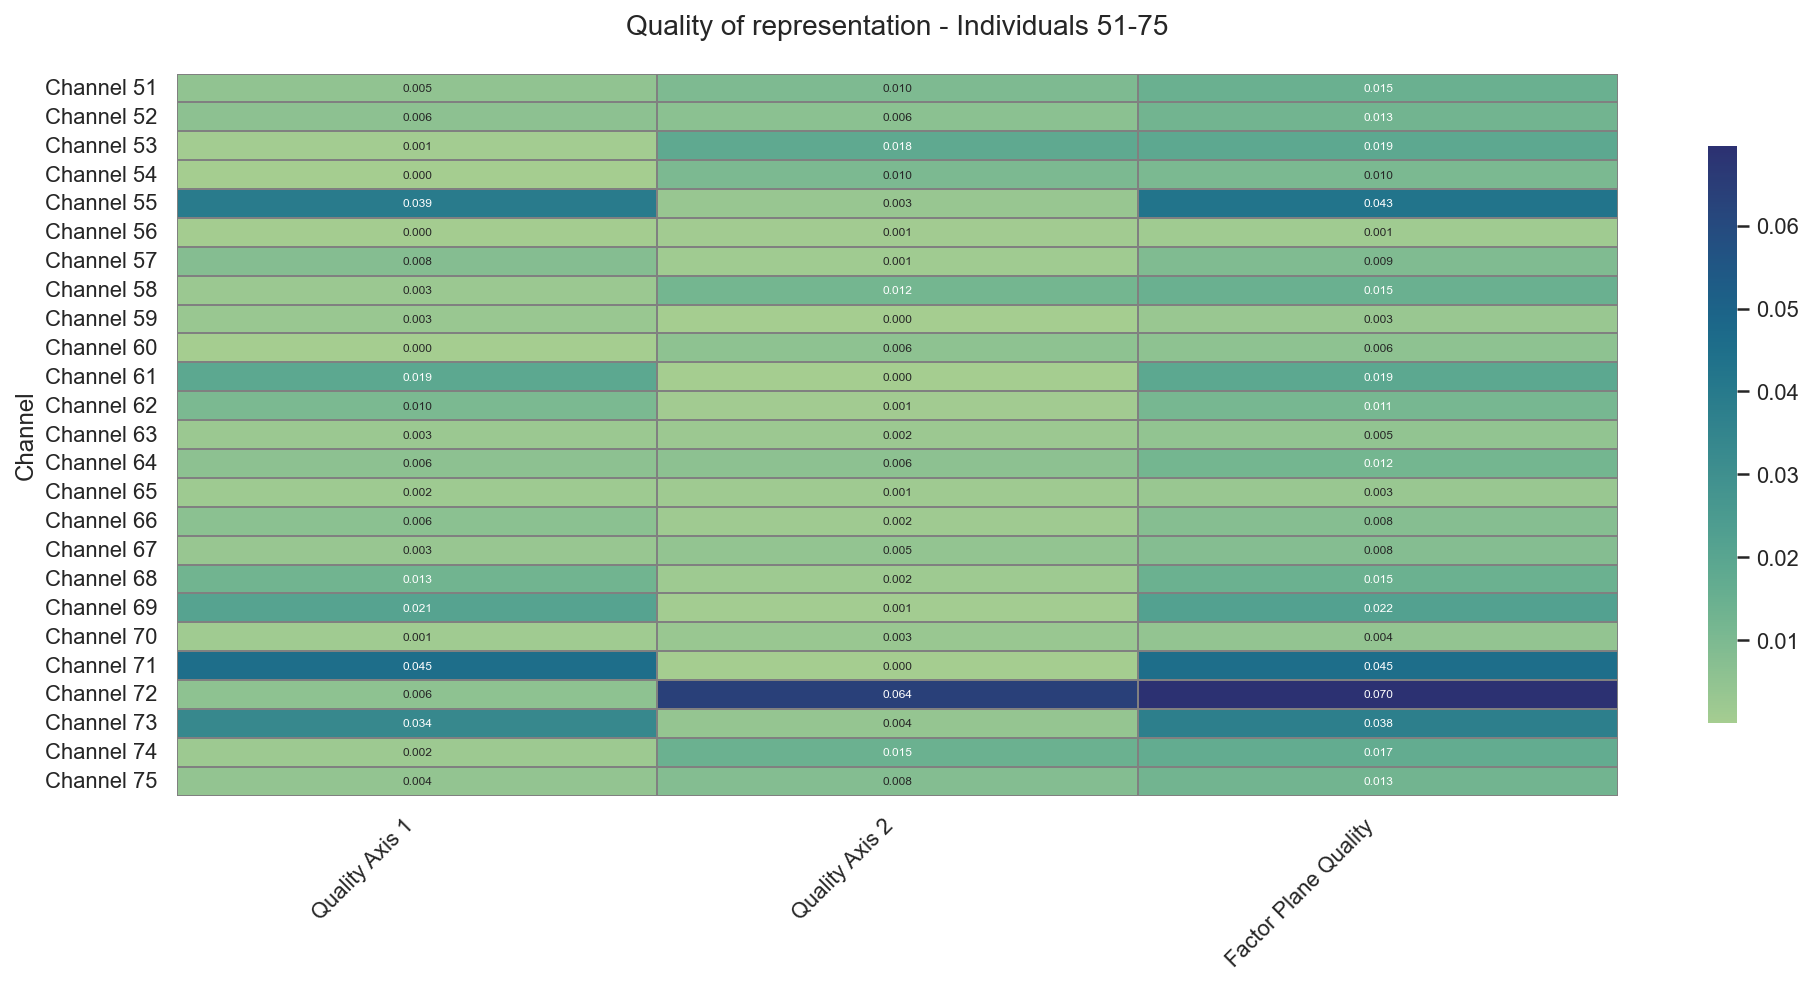 Quality of representation - Individuals 51-75
Channel
Channel 51 0.005 0.010 0.015
Channel 52 0.006 0.006 0.013
Channel 53 0.001 0.018 0.019
Channel 54 0.000 0.010 0.010
Channel 55 0.039 0.003 0.043
Channel 56 0.000 0.001 0.001
Channel 57 0.008 0.001 0.009
Channel 58 0.003 0.012 0.015
Channel 59 0.003 0.000 0.003
Channel 60 0.000 0.006 0.006
Channel 61 0.019 0.000 0.019
Channel 62 0.010 0.001 0.011
Channel 63 0.003 0.002 0.005
Channel 64 0.006 0.006 0.012
Channel 65 0.002 0.001 0.003
Channel 66 0.006 0.002 0.008
Channel 67 0.003 0.005 0.008
Channel 68 0.013 0.002 0.015
Channel 69 0.021 0.001 0.022
Channel 70 0.001 0.003 0.004
Channel 71 0.045 0.000 0.045
Channel 72 0.006 0.064 0.070
Channel 73 0.034 0.004 0.038
Channel 74 0.002 0.015 0.017
Channel 75 0.004 0.008 0.013
Quality Axis 1
Quality Axis 2
Factor Plane Quality
0.06
0.05
0.04
0.03
0.02
0.01